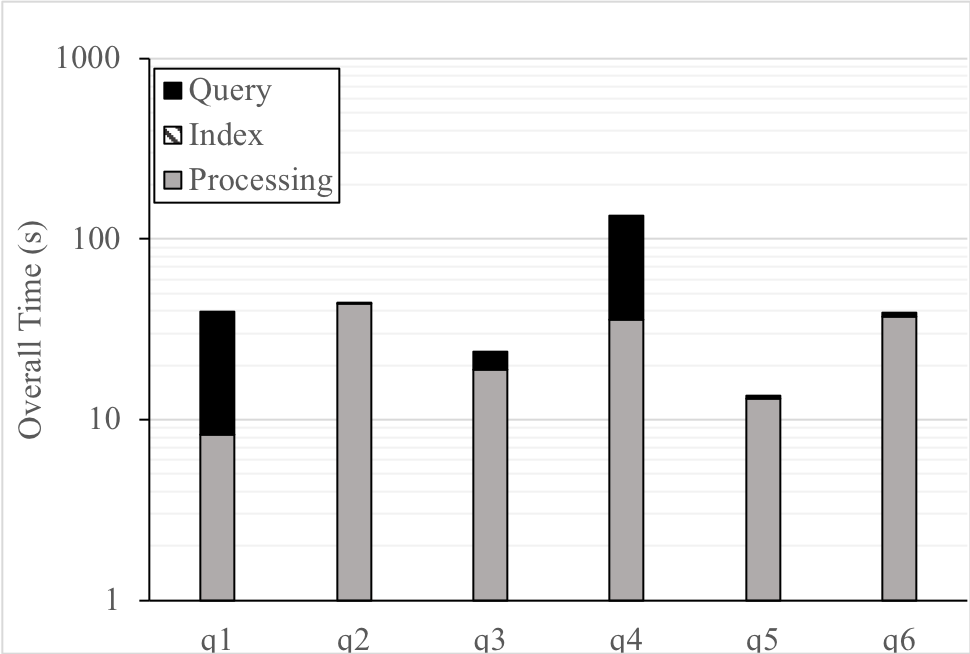 1000
Query
Index
Processing
100
Overall Time (s)
10
1
q1 q2 q3 q4 q5 q6